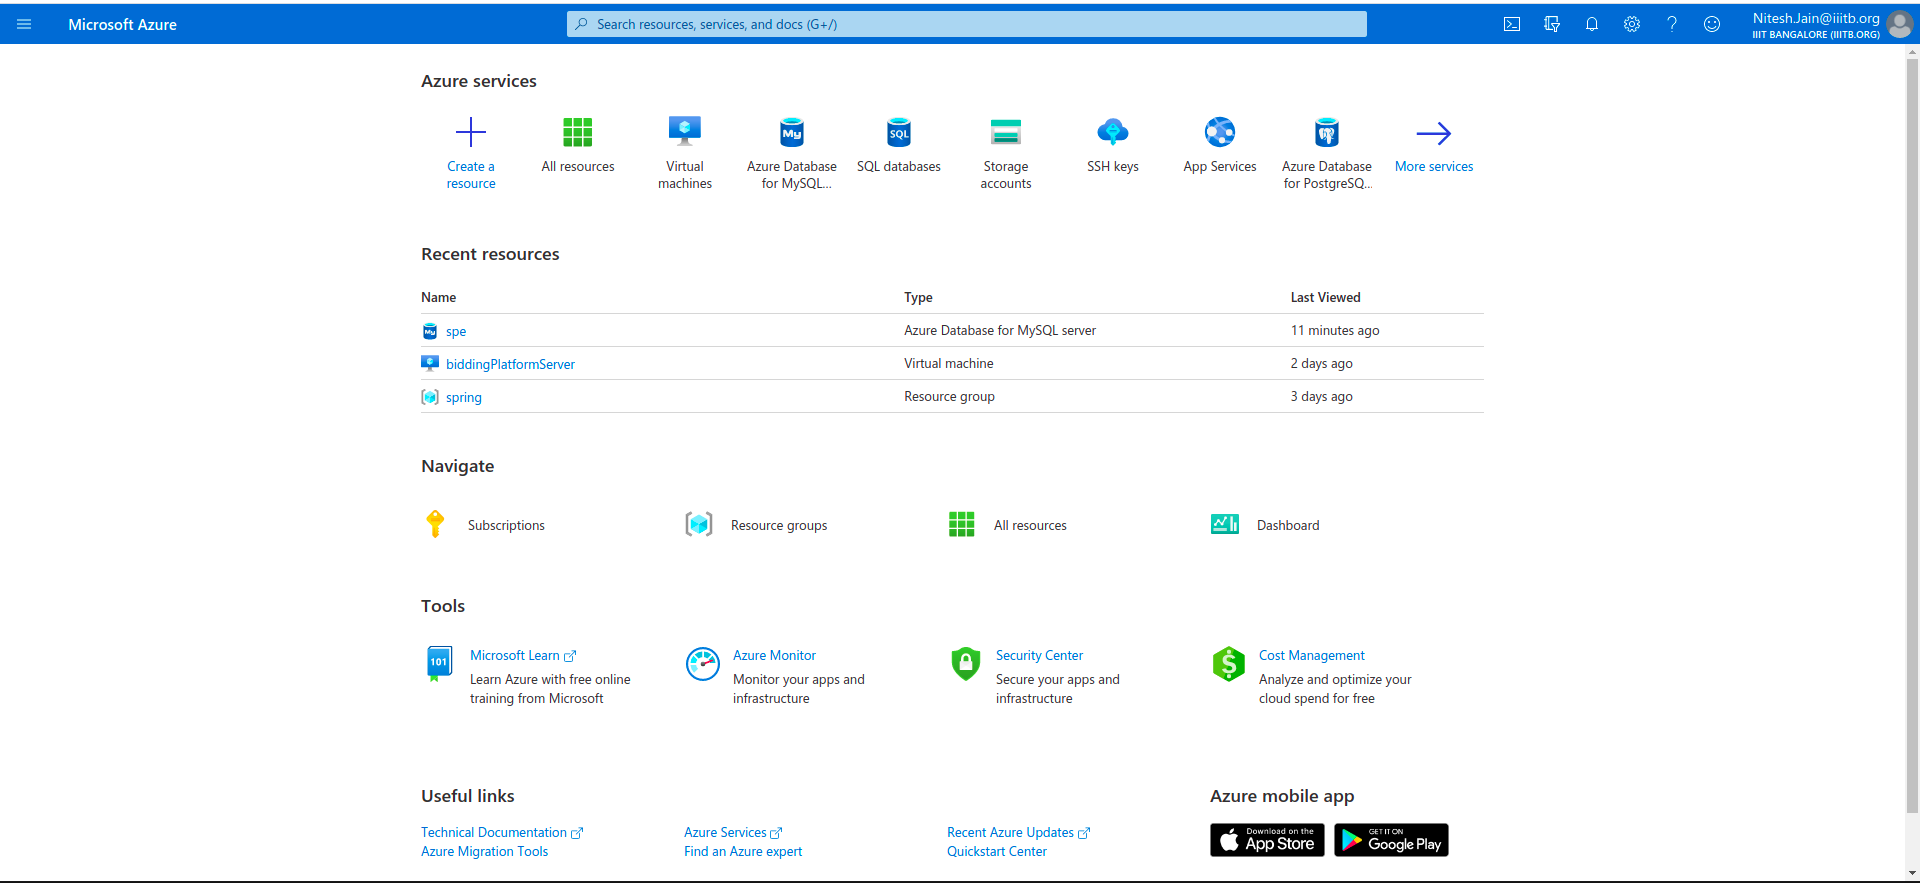 Microsoft Azure
Search resources, services, and docs (G+/)
Nitesh.Jain@iiitb.org
IIIT BANGALORE (IIITB.ORG)
Azure services
Create a
resource
All resources
Virtual
machines
Azure Database
for MySQL...
SQL databases
Storage
accounts
SSH keys
App Services
Azure Database
for PostgreSQ...
More services
My
SQL
Recent resources
Name Type Last Viewed
My spe Azure Database for MySQL server 11 minutes ago
biddingPlatformServer Virtual machine 2 days ago
spring Resource group 3 days ago
Navigate
Subscriptions
Resource groups
All resources
Dashboard
Tools
101
Microsoft Learn
Learn Azure with free online
training from Microsoft
Azure Monitor
Monitor your apps and
infrastructure
Security Center
Secure your apps and
infrastructure
$
Cost Management
Analyze and optimize your
cloud spend for free
Useful links
Technical Documentation
Azure Migration Tools
Azure Services
Find an Azure expert
Recent Azure Updates
Quickstart Center
Azure mobile app
Download on the
App Store
GET IT ON
Google Play